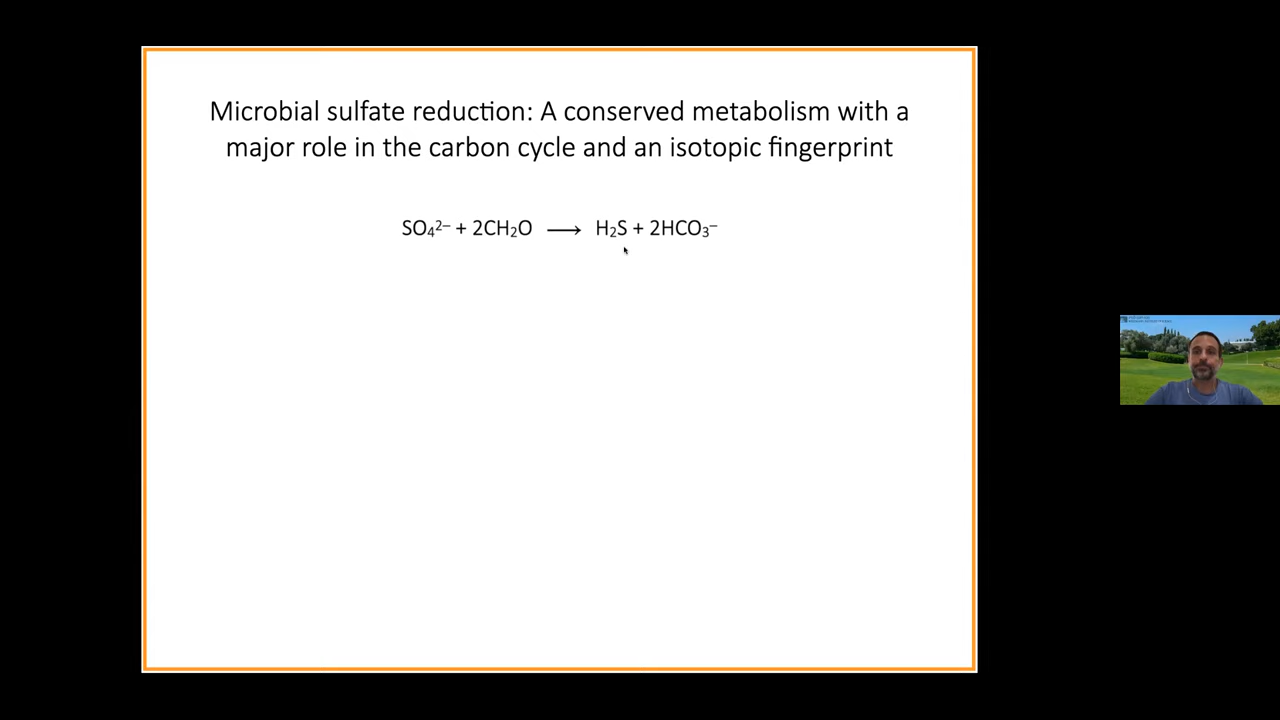 Microbial sulfate reduction: A conserved metabolism with a
major role in the carbon cycle and an isotopic fingerprint
SO₄²⁻ + 2CH₂O ⟶ H₂S + 2HCO₃⁻